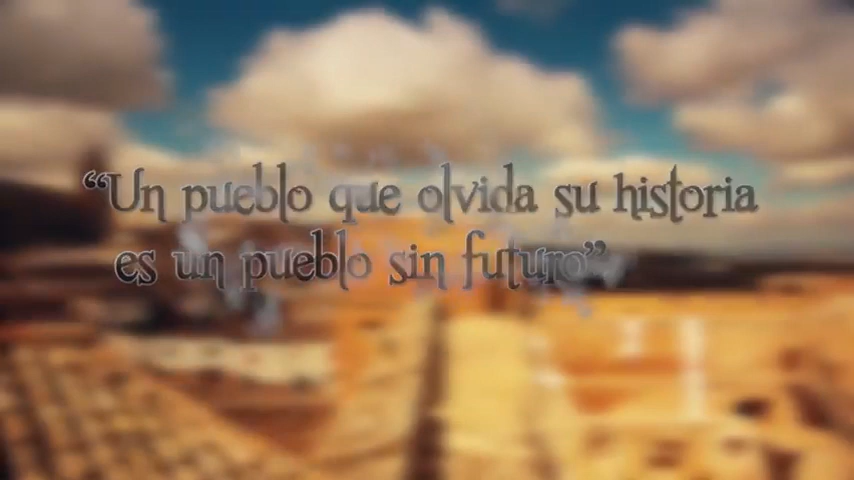 “Un pueblo que olvida su historia
es un pueblo sin futuro”